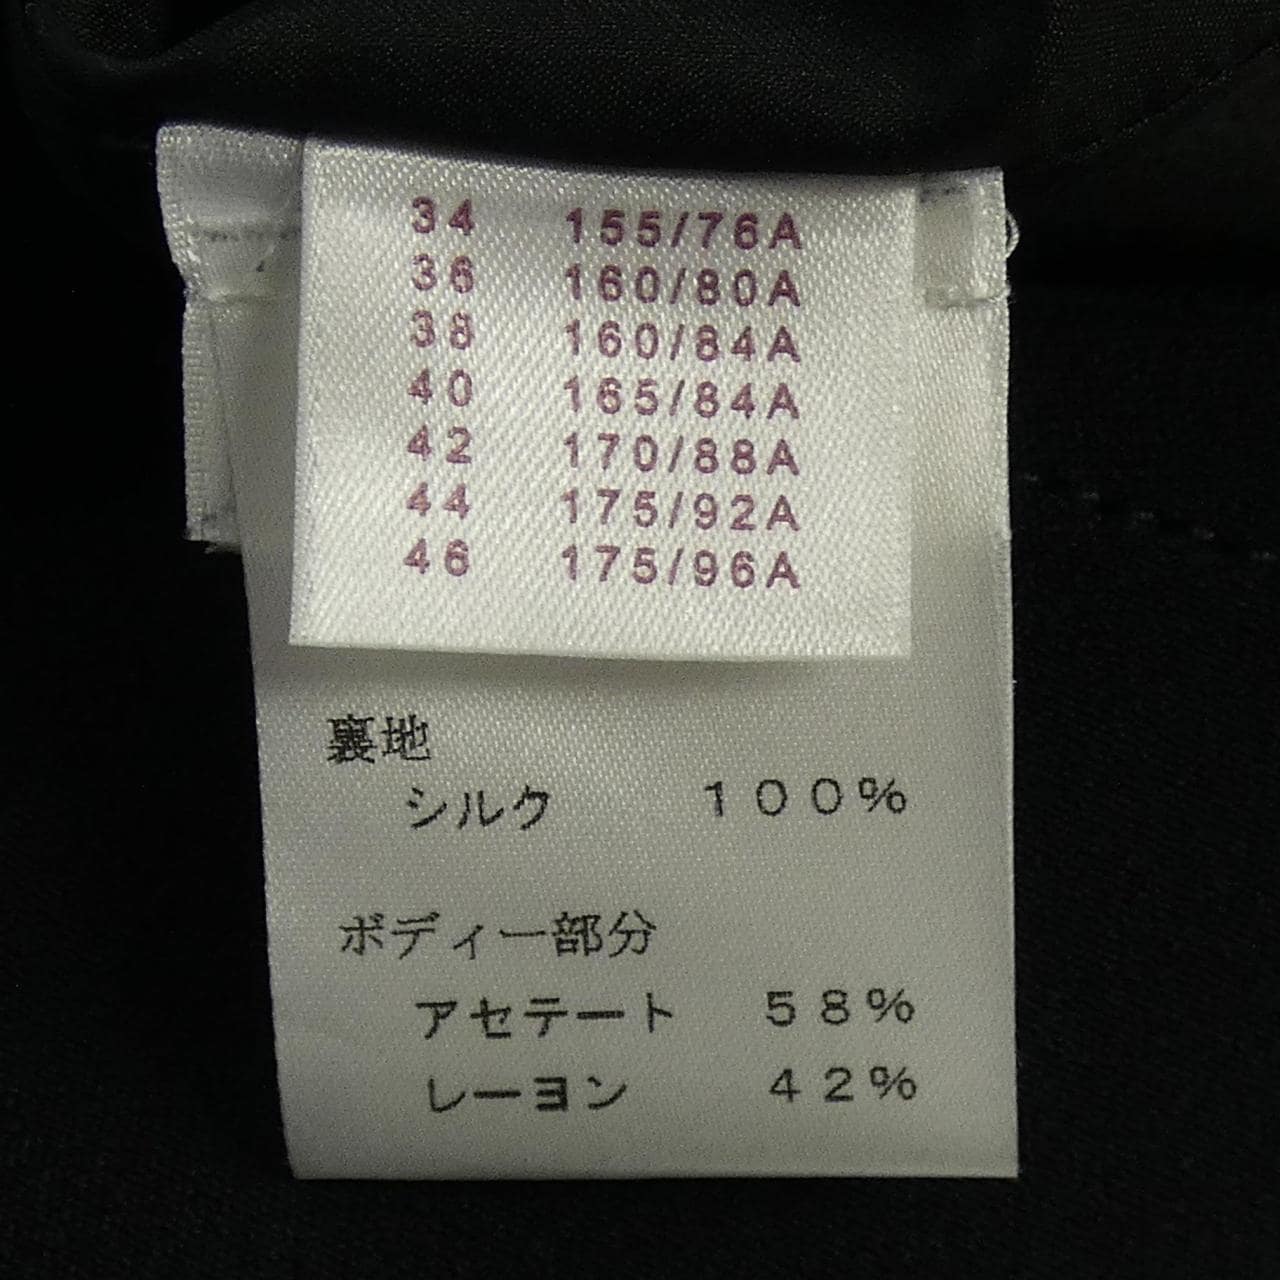 34 155/76A
36 160/80A
38 160/84A
40 165/84A
42 170/88A
44 175/92A
46 175/96A
裏地
シルク 100%
ボディー部分
アセテート 58%
レーヨン 42%